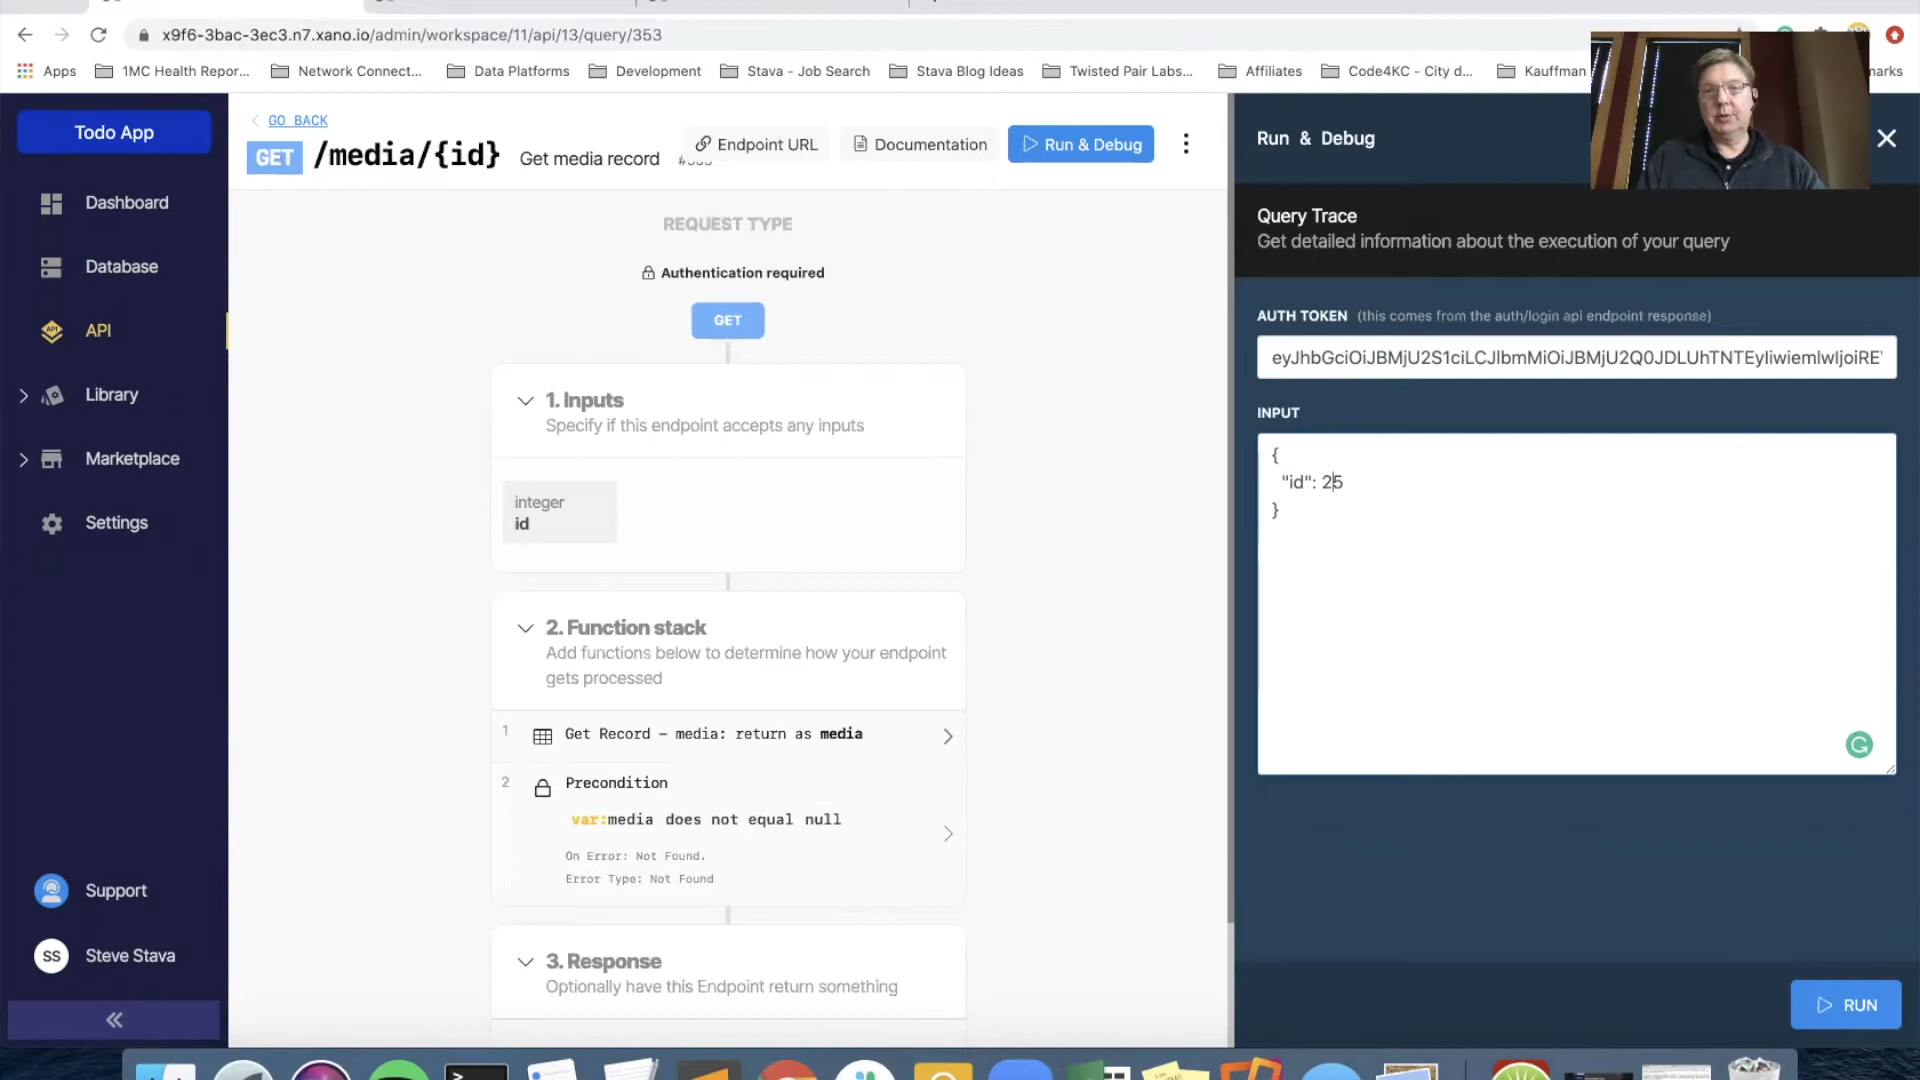 x9f6-3bac-3ec3.n7.xano.io/admin/workspace/11/api/13/query/353
Apps
1MC Health Repor...
Network Connect...
Data Platforms
Development
Stava - Job Search
Stava Blog Ideas
Twisted Pair Labs...
Affiliates
Code4KC - City d...
Kauffman
marks
Todo App
Dashboard
Database
API
Library
Marketplace
Settings
Support
SS
Steve Stava
GO BACK
GET /media/{id} Get media record
Endpoint URL
Documentation
Run & Debug
REQUEST TYPE
Authentication required
GET
1. Inputs
Specify if this endpoint accepts any inputs
integer
id
2. Function stack
Add functions below to determine how your endpoint
gets processed
1 Get Record – media: return as media
2 Precondition
var:media does not equal null
On Error: Not Found.
Error Type: Not Found
3. Response
Optionally have this Endpoint return something
Run & Debug
Query Trace
Get detailed information about the execution of your query
AUTH TOKEN (this comes from the auth/login api endpoint response)
INPUT
{
"id": 25
}
RUN